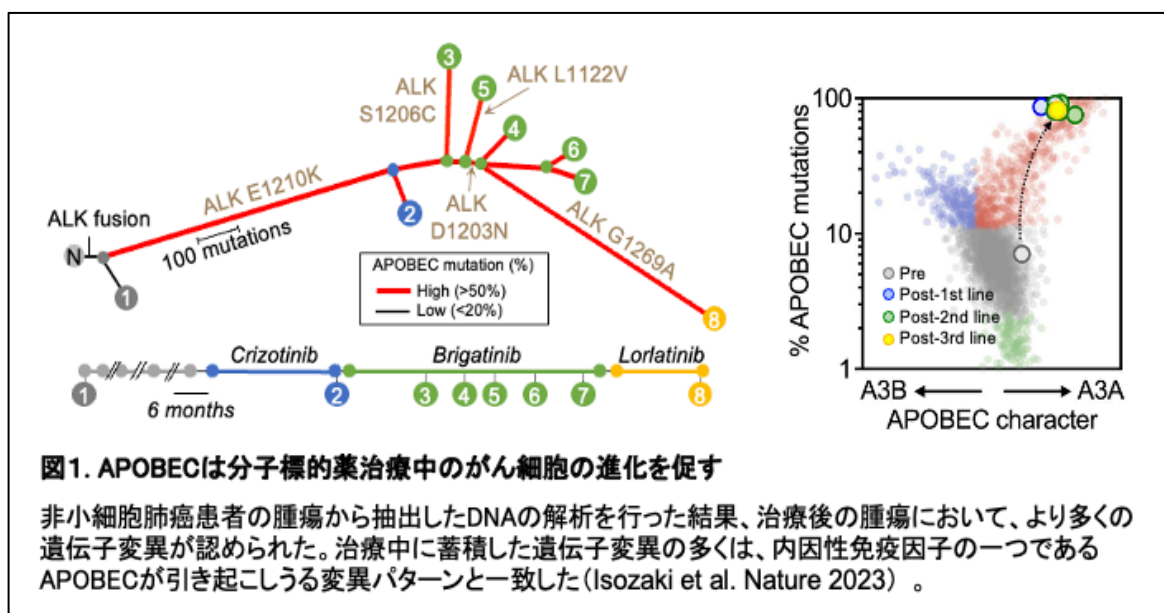 3
5
ALK L1122V
ALK
S1206C
4
6
7
ALK E1210K
2
ALK
D1203N
ALK G1269A
ALK fusion
N
100 mutations
1
APOBEC mutation (%)
High (>50%)
Low (<20%)
8
Crizotinib
Brigatinib
Lorlatinib
1
2
3
4
5
6
7
8
6 months
% APOBEC mutations
100
10
1
Pre
Post-1st line
Post-2nd line
Post-3rd line
A3B
A3A
APOBEC character
図1. APOBECは分子標的薬治療中のがん細胞の進化を促す
非小細胞肺癌患者の腫瘍から抽出したDNAの解析を行った結果、治療後の腫瘍において、より多くの
遺伝子変異が認められた。治療中に蓄積した遺伝子変異の多くは、内因性免疫因子の一つである
APOBECが引き起こしうる変異パターンと一致した(Isozaki et al. Nature 2023) 。